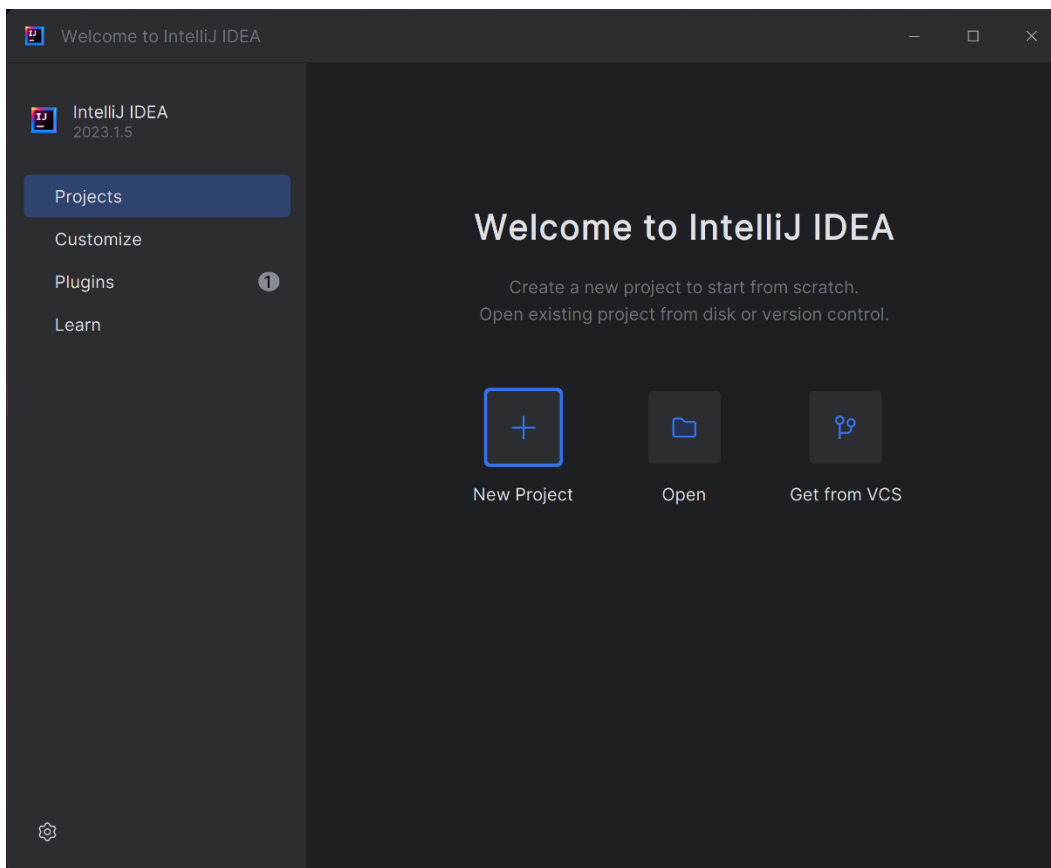 Welcome to IntelliJ IDEA
IJ
IntelliJ IDEA
2023.1.5
Projects
Customize
Plugins 1
Learn
Welcome to IntelliJ IDEA
Create a new project to start from scratch.
Open existing project from disk or version control.
New Project Open Get from VCS